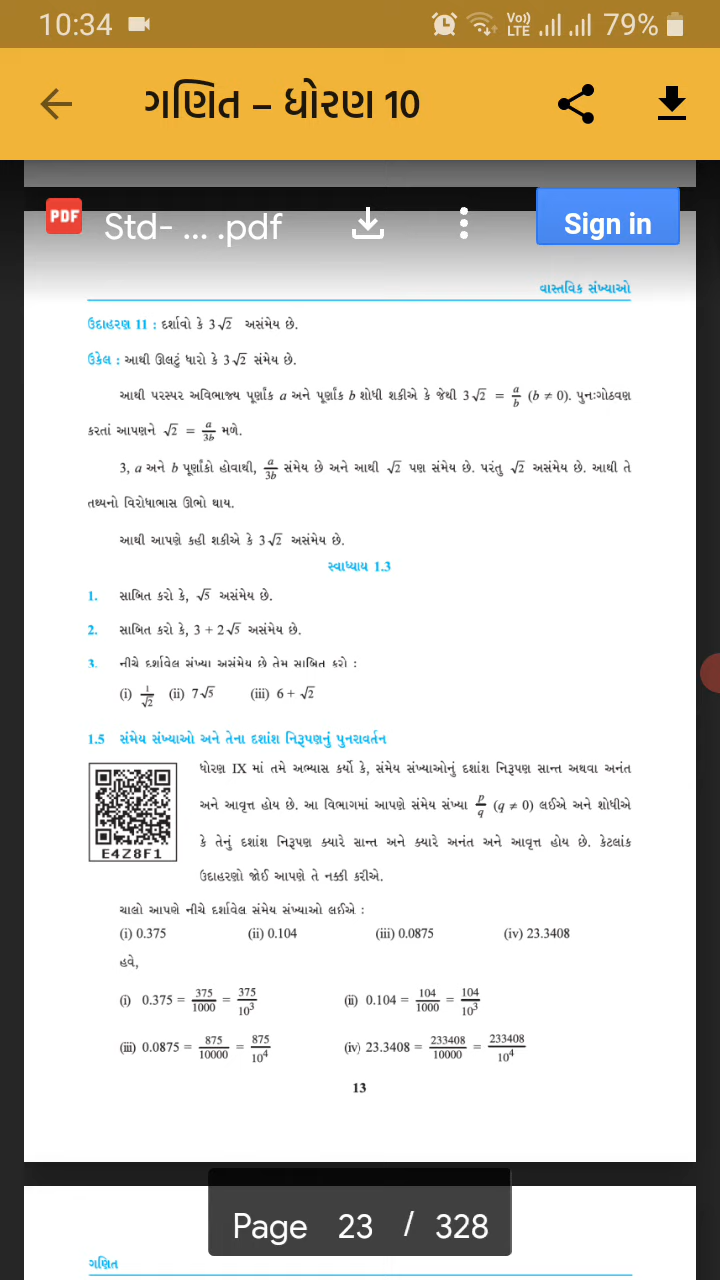 10:34 Vo)) LTE 79%
ગણિત – ધોરણ 10
PDF Std- ... .pdf Sign in
વાસ્તવિક સંખ્યાઓ
ઉદાહરણ 11 : દર્શાવો કે 3√2 અસંમેય છે.
ઉકેલ : આથી ઊલટું ધારો કે 3√2 સંમેય છે.
આથી પરસ્પર અવિભાજ્ય પૂર્ણાંક a અને પૂર્ણાંક b શોધી શકીએ કે જેથી 3√2 = a/b (b ≠ 0). પુનઃગોઠવણ
કરતાં આપણને √2 = a/3b મળે.
3, a અને b પૂર્ણાંકો હોવાથી, a/3b સંમેય છે અને આથી √2 પણ સંમેય છે. પરંતુ √2 અસંમેય છે. આથી તે
તથ્યનો વિરોધાભાસ ઊભો થાય.
આથી આપણે કહી શકીએ કે 3√2 અસંમેય છે.
સ્વાધ્યાય 1.3
1. સાબિત કરો કે, √5 અસંમેય છે.
2. સાબિત કરો કે, 3 + 2√5 અસંમેય છે.
3. નીચે દર્શાવેલ સંખ્યા અસંમેય છે તેમ સાબિત કરો :
(i) 1/√2 (ii) 7√5 (iii) 6 + √2
1.5 સંમેય સંખ્યાઓ અને તેના દશાંશ નિરૂપણનું પુનરાવર્તન
ધોરણ IX માં તમે અભ્યાસ કર્યો કે, સંમેય સંખ્યાઓનું દશાંશ નિરૂપણ સાન્ત અથવા અનંત
અને આવૃત્ત હોય છે. આ વિભાગમાં આપણે સંમેય સંખ્યા p/q (q ≠ 0) લઈએ અને શોધીએ
કે તેનું દશાંશ નિરૂપણ ક્યારે સાન્ત અને ક્યારે અનંત અને આવૃત્ત હોય છે. કેટલાંક
ઉદાહરણો જોઈ આપણે તે નક્કી કરીએ.
E4Z8F1
ચાલો આપણે નીચે દર્શાવેલ સંમેય સંખ્યાઓ લઈએ :
(i) 0.375 (ii) 0.104 (iii) 0.0875 (iv) 23.3408
હવે,
(i) 0.375 = 375/1000 = 375/10³ (ii) 0.104 = 104/1000 = 104/10³
(iii) 0.0875 = 875/10000 = 875/10⁴ (iv) 23.3408 = 233408/10000 = 233408/10⁴
13
Page 23 / 328
ગણિત